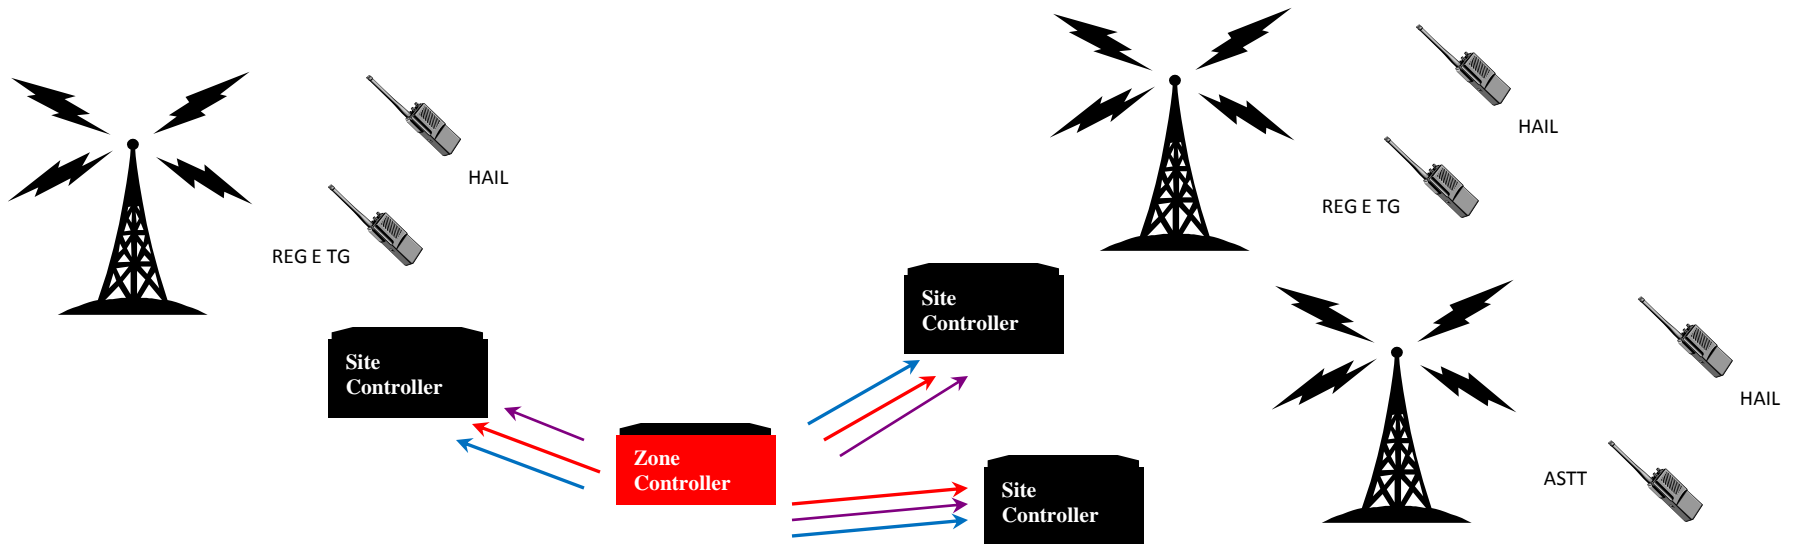 HAIL
REG E TG
Site
Controller
Zone
Controller
Site
Controller
HAIL
REG E TG
Site
Controller
HAIL
ASTT